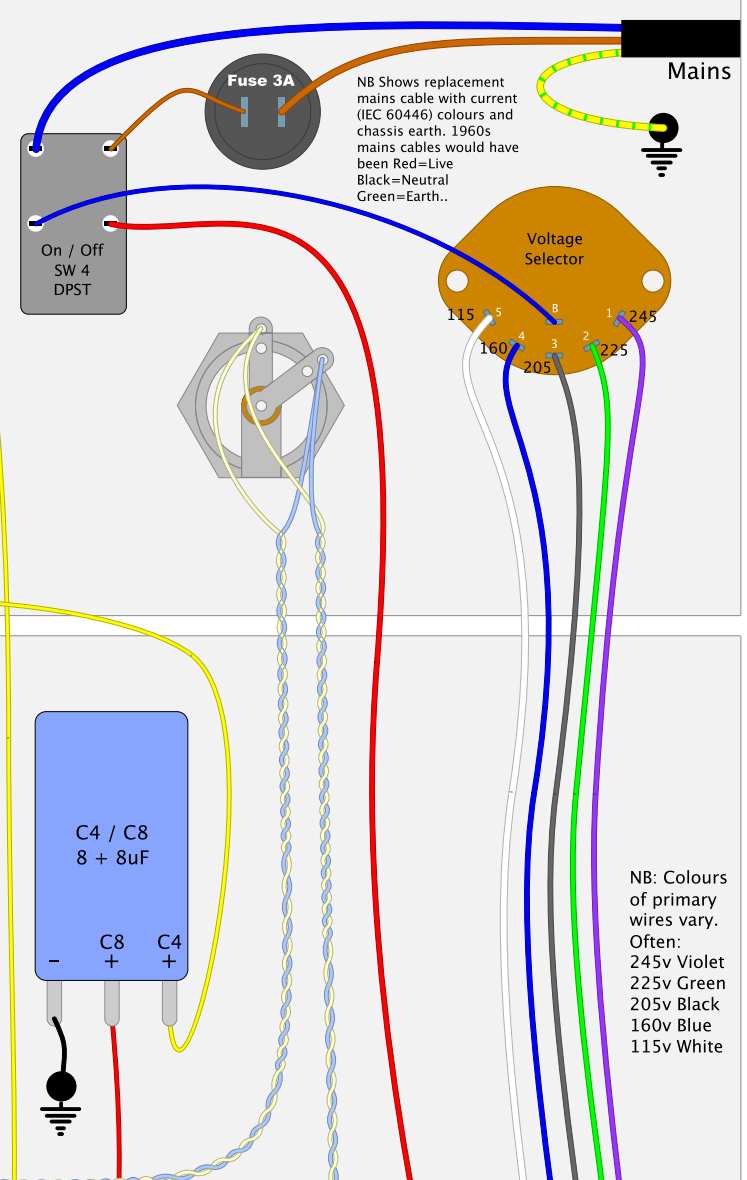 Mains
Fuse 3A
NB Shows replacement
mains cable with current
(IEC 60446) colours and
chassis earth. 1960s
mains cables would have
been Red=Live
Black=Neutral
Green=Earth..
On / Off
SW 4
DPST
Voltage
Selector
115
5
B
1
245
160
4
3
2
225
205
C4 / C8
8 + 8uF
C8
C4
–
+
+
NB: Colours
of primary
wires vary.
Often:
245v Violet
225v Green
205v Black
160v Blue
115v White